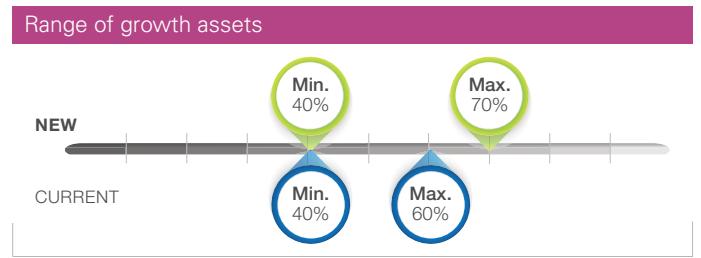 Range of growth assets
Min.
40%
Max.
70%
NEW
CURRENT
Min.
40%
Max.
60%